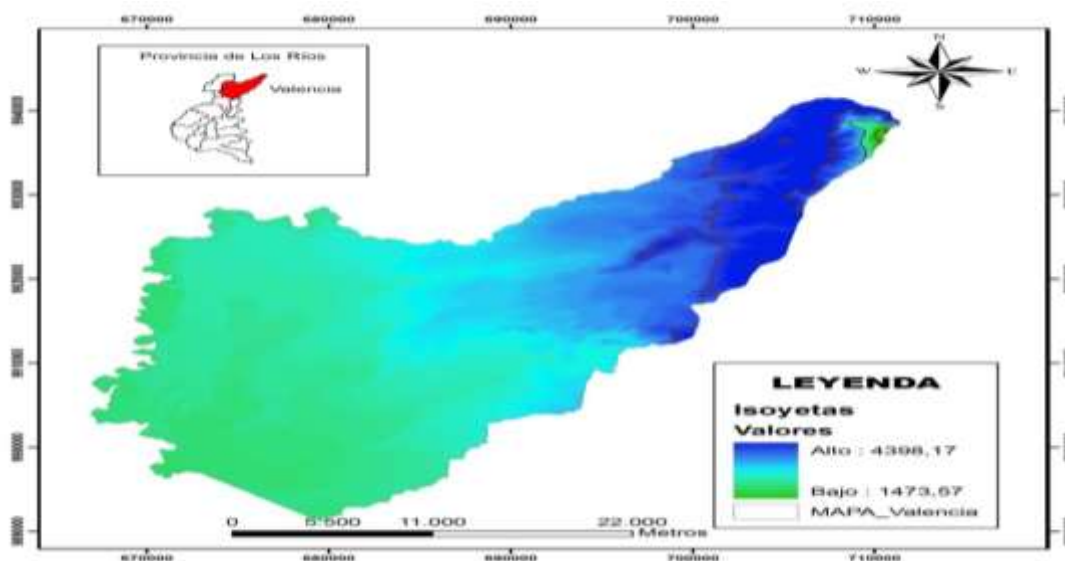 670000 680000 690000 700000 710000
Provincia de Los Ríos
Valencia
N
W E
S
LEYENDA
Isoyetas
Valores
Alto : 4398,17
Bajo : 1473,57
MAPA_Valencia
0 5.500 11.000 22.000
Metros
670000 680000 690000 700000 710000